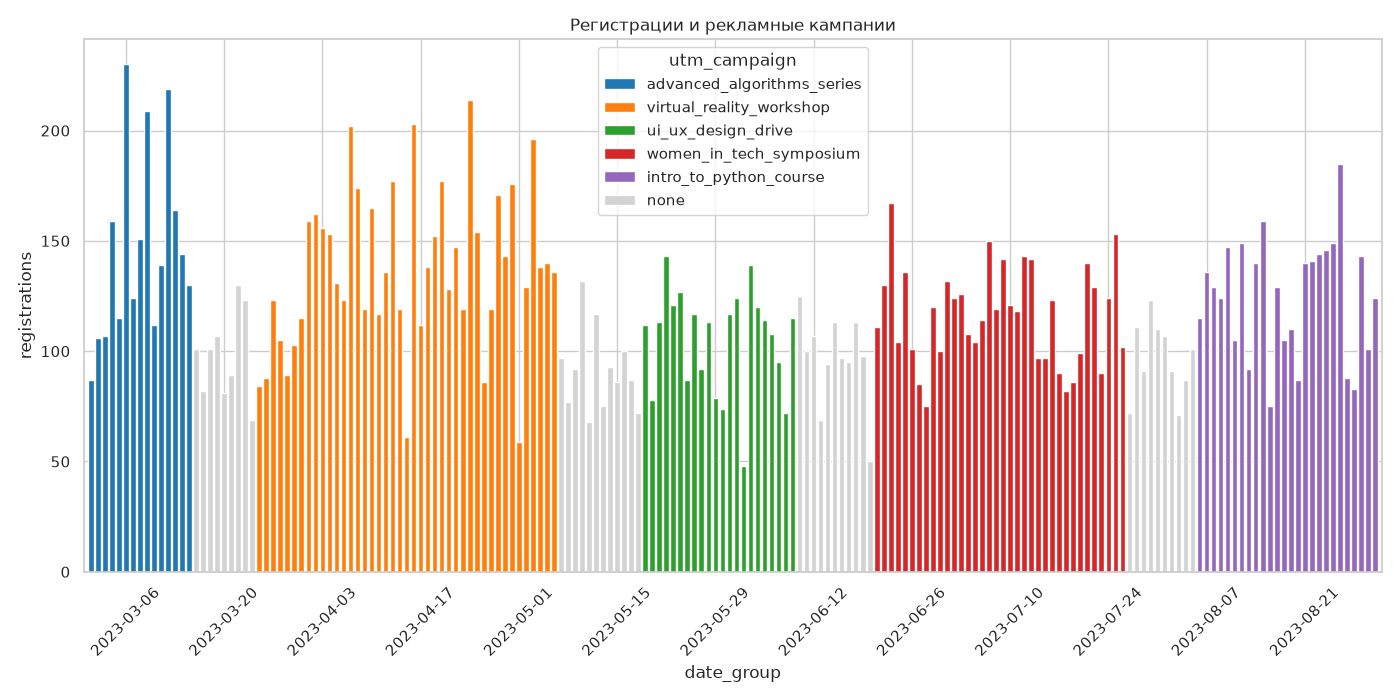 Регистрации и рекламные кампании
utm_campaign
advanced_algorithms_series
virtual_reality_workshop
ui_ux_design_drive
women_in_tech_symposium
intro_to_python_course
none
registrations
200
150
100
50
0
2023-03-06
2023-03-20
2023-04-03
2023-04-17
2023-05-01
2023-05-15
2023-05-29
2023-06-12
2023-06-26
2023-07-10
2023-07-24
2023-08-07
2023-08-21
date_group